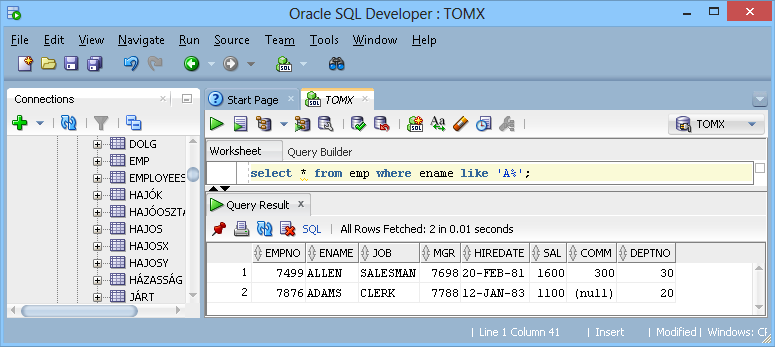 Oracle SQL Developer : TOMX
File Edit View Navigate Run Source Team Tools Window Help
SQL
Connections
Start Page TOMX
DOLG
EMP
EMPLOYEES
HAJÓK
HAJÓOSZTA
HAJOS
HAJOSX
HAJOSY
HÁZASSÁG
JÁRT
SQL Aa TOMX
Worksheet Query Builder
select * from emp where ename like 'A%';
Query Result x
SQL All Rows Fetched: 2 in 0.01 seconds
EMPNO ENAME JOB MGR HIREDATE SAL COMM DEPTNO
1 7499 ALLEN SALESMAN 7698 20-FEB-81 1600 300 30
2 7876 ADAMS CLERK 7788 12-JAN-83 1100 (null) 20
Line 1 Column 41 Insert Modified Windows: